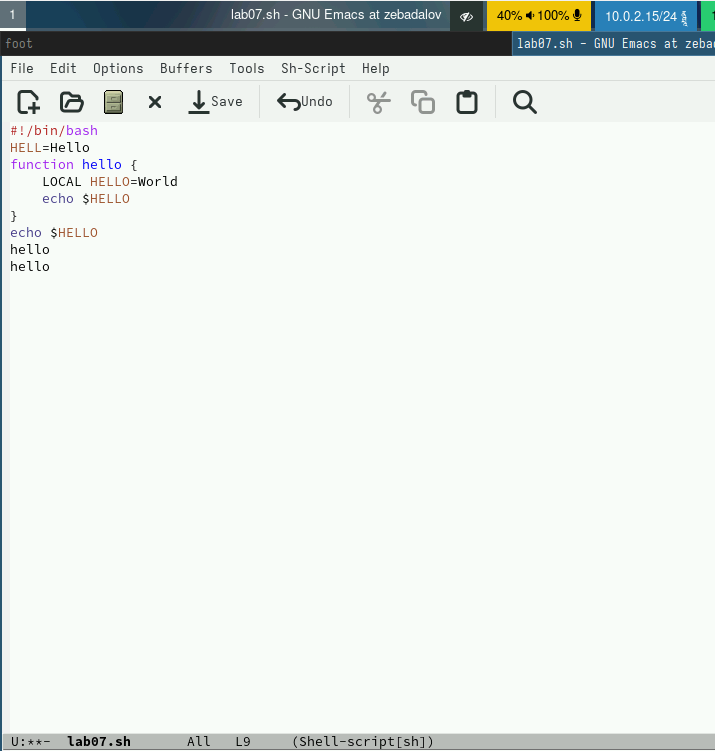 1 lab07.sh - GNU Emacs at zebadalov 40% 100% 10.0.2.15/24
foot lab07.sh - GNU Emacs at zebac
File Edit Options Buffers Tools Sh-Script Help
Save Undo
#!/bin/bash
HELL=Hello
function hello {
    LOCAL HELLO=World
    echo $HELLO
}
echo $HELLO
hello
hello
U:**- lab07.sh All L9 (Shell-script[sh])